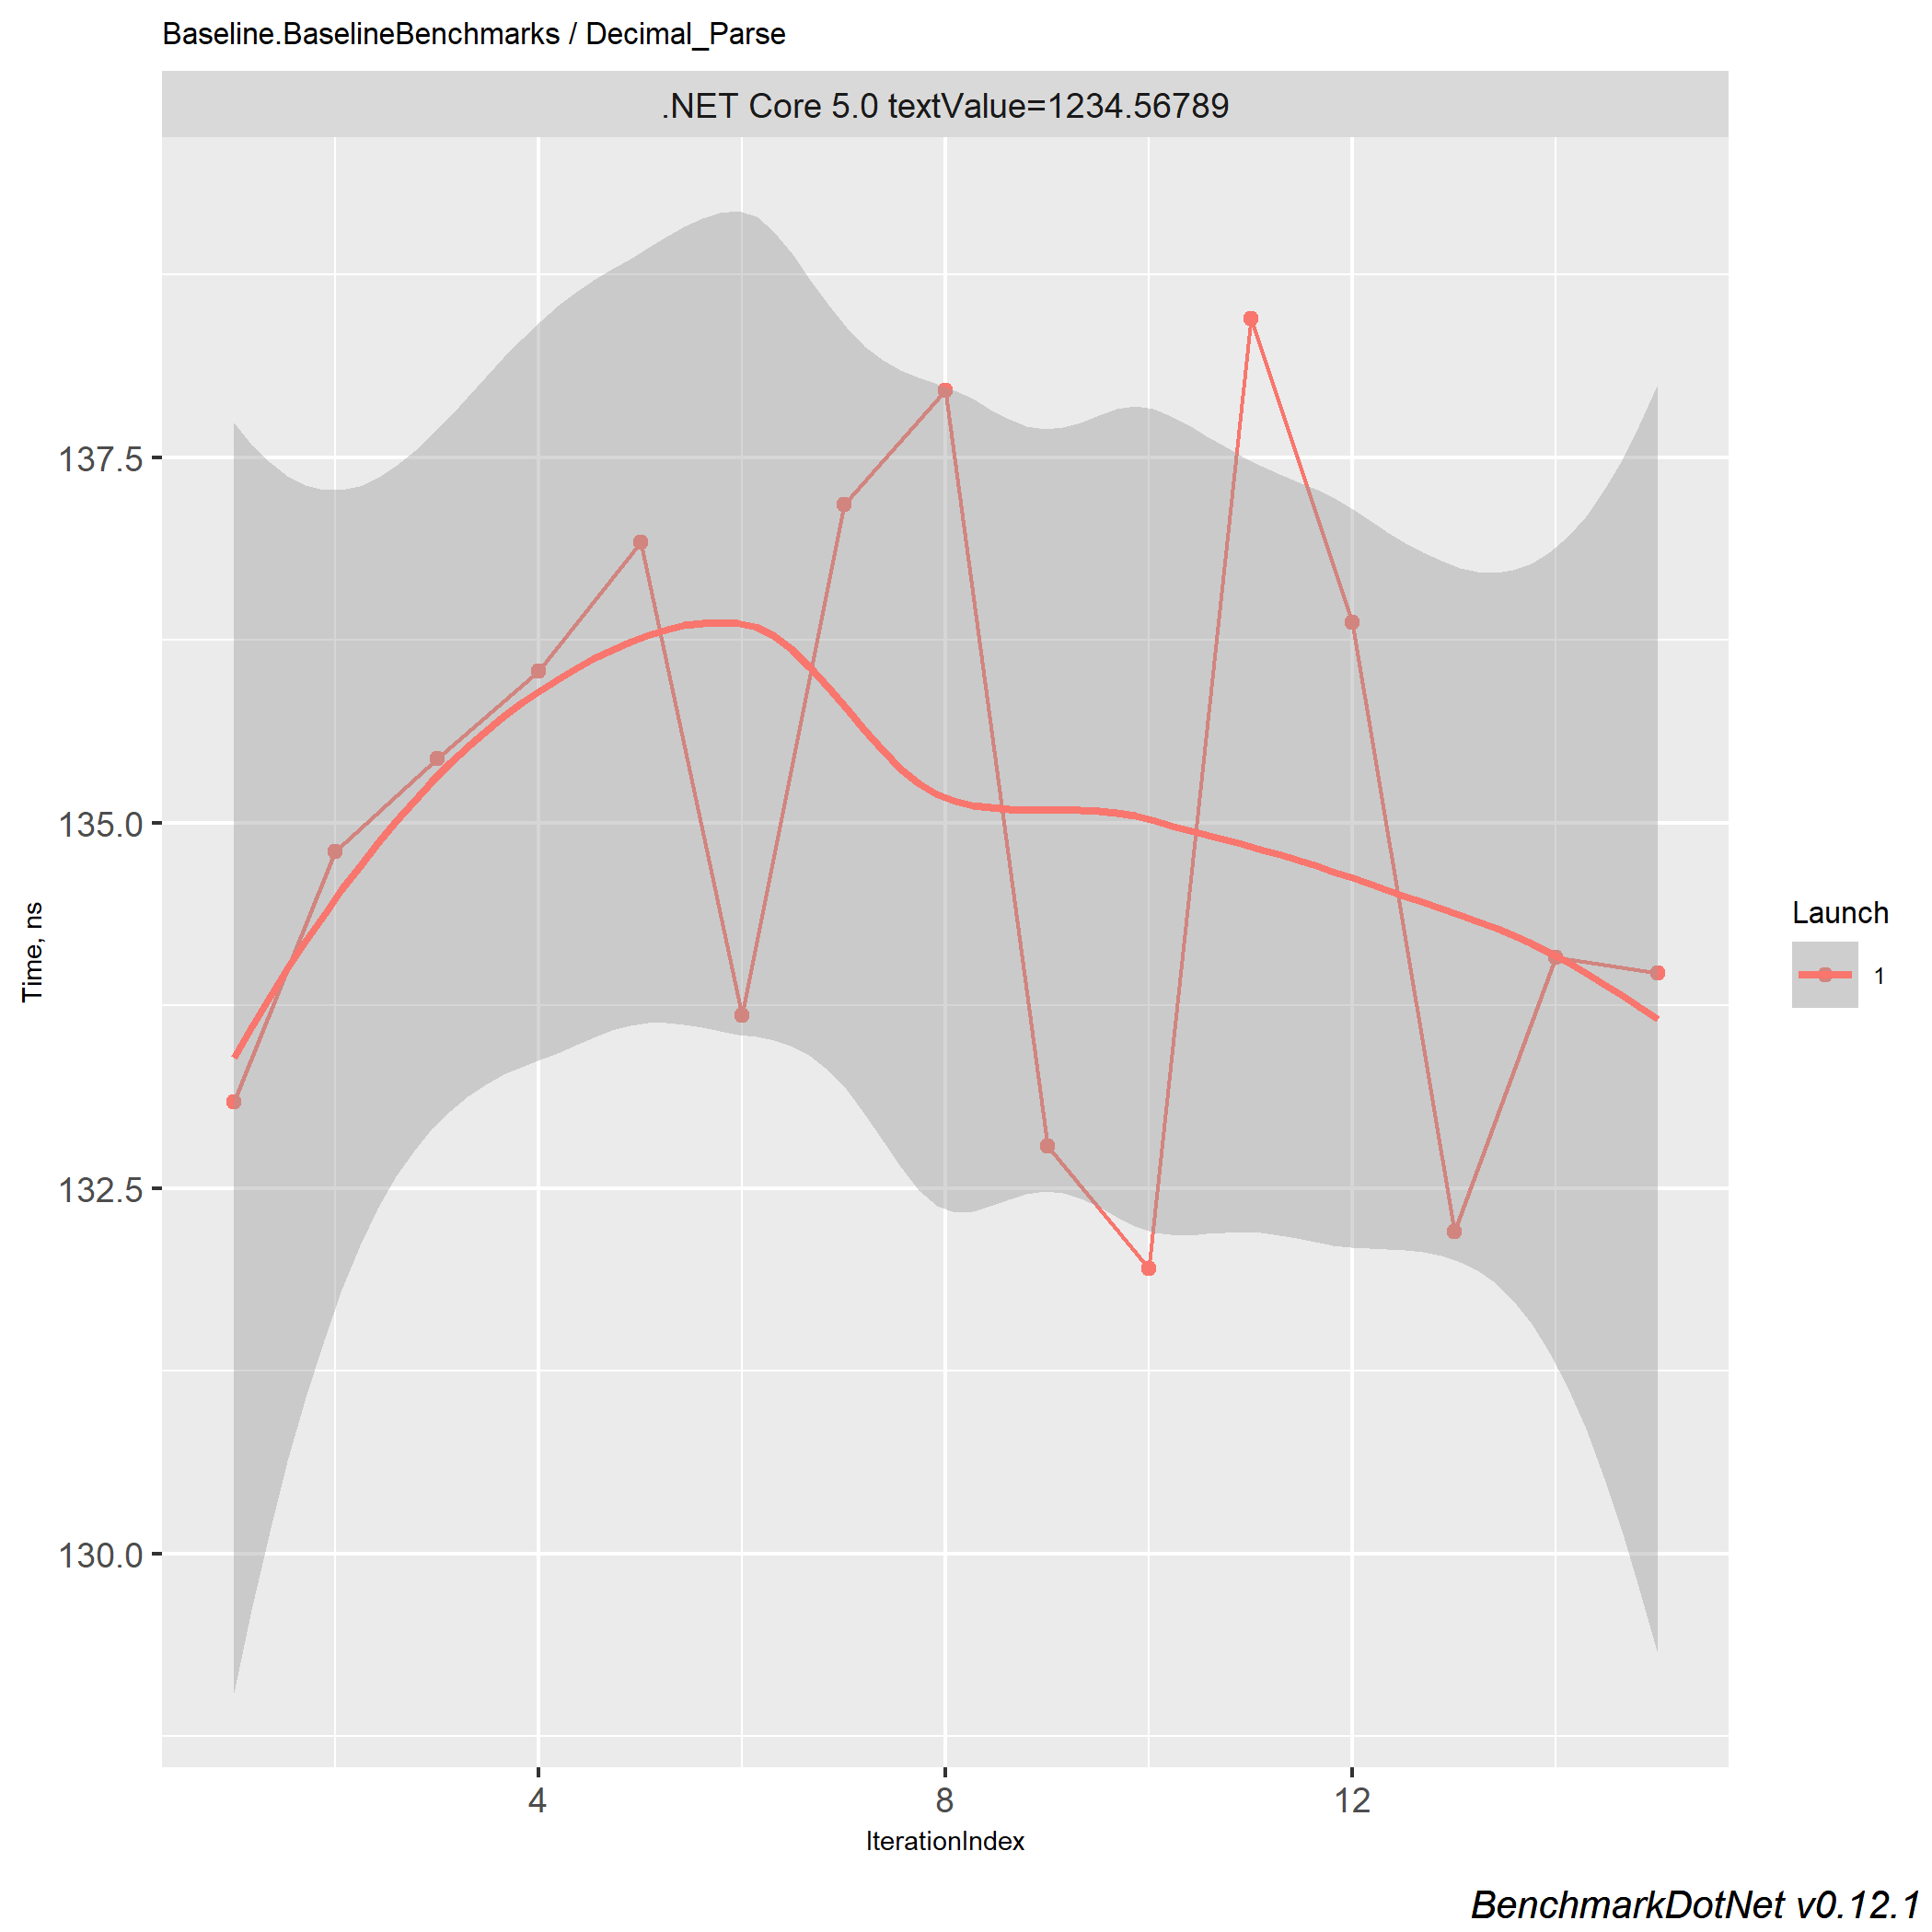 Baseline.BaselineBenchmarks / Decimal_Parse
.NET Core 5.0 textValue=1234.56789
137.5
135.0
132.5
130.0
Time, ns
4 8 12
IterationIndex
Launch
1
BenchmarkDotNet v0.12.1